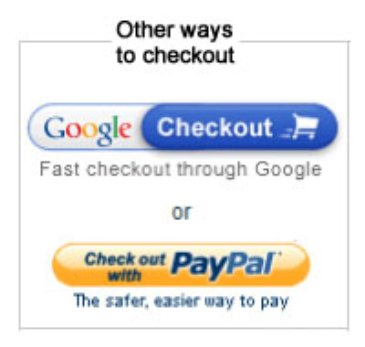 Other ways
to checkout
Google Checkout
Fast checkout through Google
or
Check out
with PayPal
The safer, easier way to pay